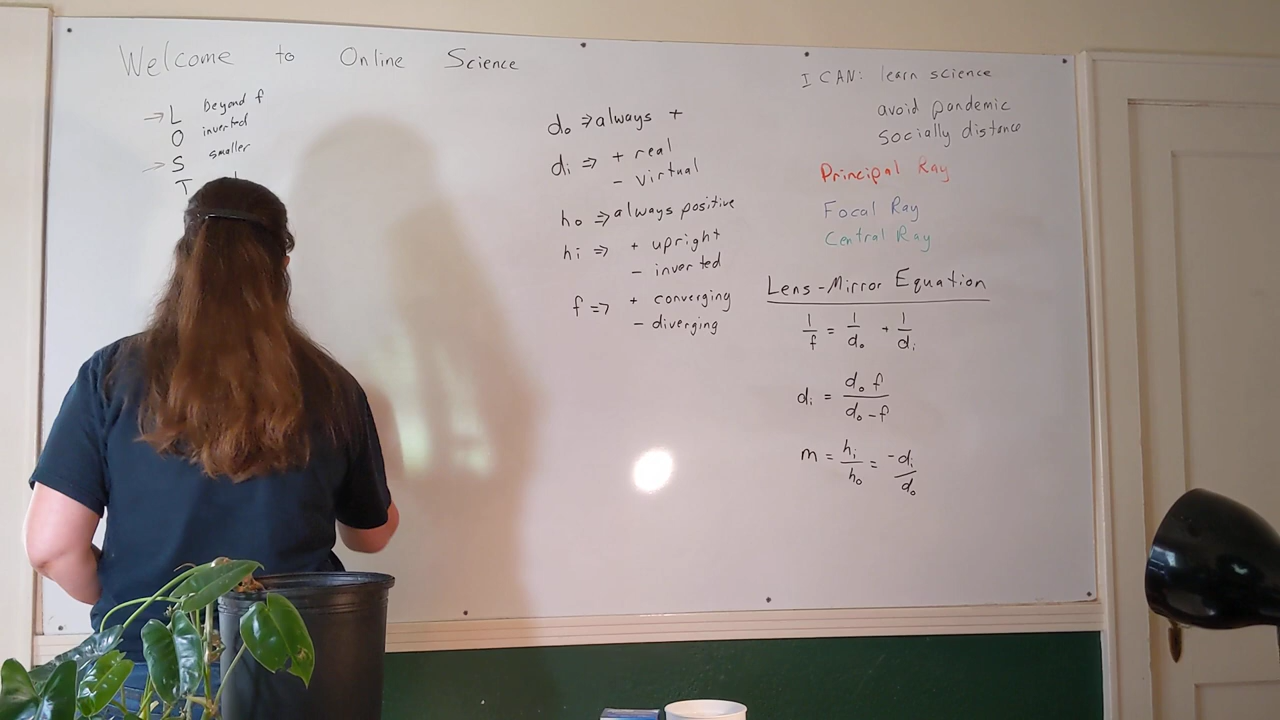 Welcome to Online Science
→ L Beyond f
O inverted
→ S smaller
T
do ⇒ always +
di ⇒ + real
- virtual
ho ⇒ always positive
hi ⇒ + upright
- inverted
f ⇒ + converging
- diverging
I CAN: learn science
avoid pandemic
socially distance
Principal Ray
Focal Ray
Central Ray
Lens-Mirror Equation
1/f = 1/do + 1/di
di = do f / do - f
m = hi/ho = -di/do